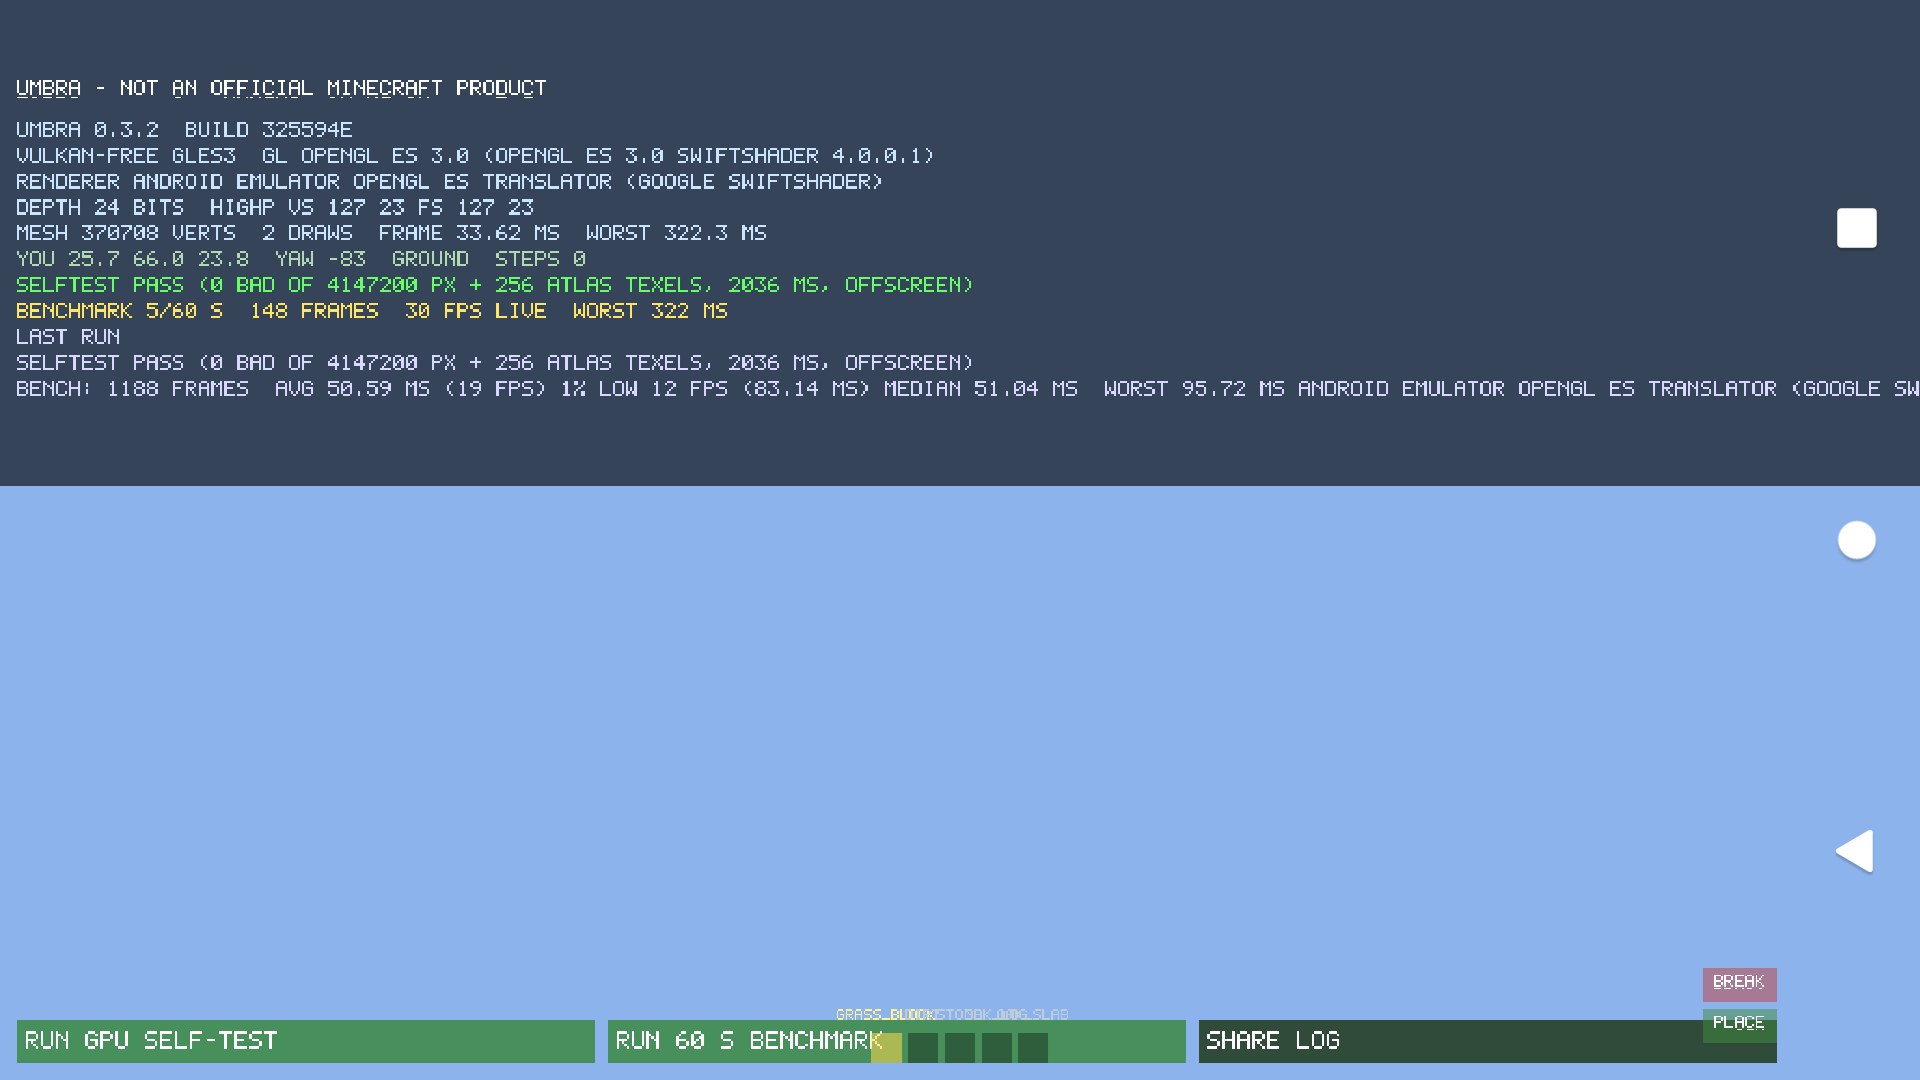 UMBRA - NOT AN OFFICIAL MINECRAFT PRODUCT
UMBRA 0.3.2  BUILD 325594E
VULKAN-FREE GLES3  GL OPENGL ES 3.0 (OPENGL ES 3.0 SWIFTSHADER 4.0.0.1)
RENDERER ANDROID EMULATOR OPENGL ES TRANSLATOR (GOOGLE SWIFTSHADER)
DEPTH 24 BITS  HIGHP VS 127 23 FS 127 23
MESH 370708 VERTS  2 DRAWS  FRAME 33.62 MS  WORST 322.3 MS
YOU 25.7 66.0 23.8  YAW -83  GROUND  STEPS 0
SELFTEST PASS (0 BAD OF 4147200 PX + 256 ATLAS TEXELS, 2036 MS, OFFSCREEN)
BENCHMARK 5/60 S  148 FRAMES  30 FPS LIVE  WORST 322 MS
LAST RUN
SELFTEST PASS (0 BAD OF 4147200 PX + 256 ATLAS TEXELS, 2036 MS, OFFSCREEN)
BENCH: 1188 FRAMES  AVG 50.59 MS (19 FPS) 1% LOW 12 FPS (83.14 MS) MEDIAN 51.04 MS  WORST 95.72 MS ANDROID EMULATOR OPENGL ES TRANSLATOR (GOOGLE SW
BREAK
PLACE
GRASS_BLOCK
RUN GPU SELF-TEST
RUN 60 S BENCHMARK
SHARE LOG